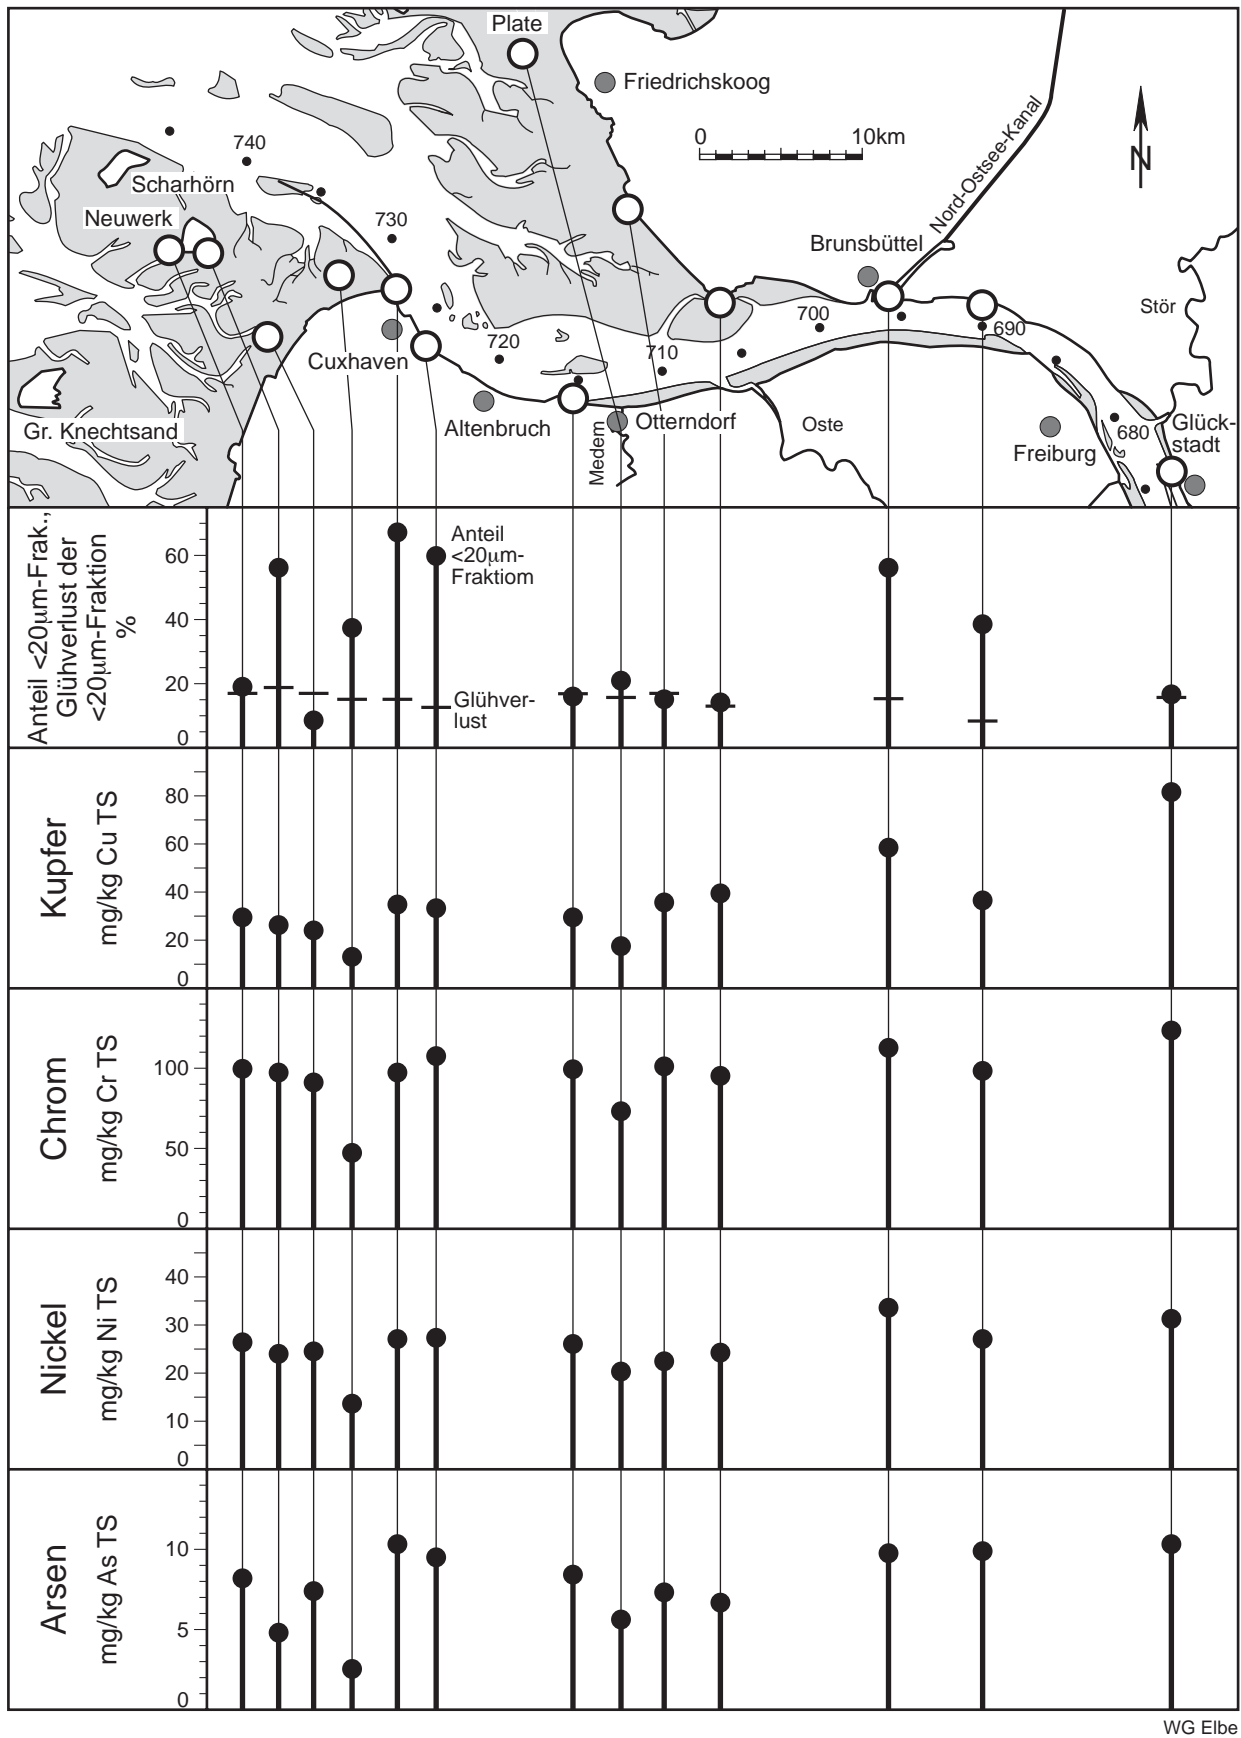 Plate
Friedrichskoog
0 10km
Nord-Ostsee-Kanal
N
740
Scharhörn
Neuwerk
730
Brunsbüttel
700
690
Stör
720
710
Cuxhaven
Gr. Knechtsand
Altenbruch
Medem
Otterndorf
Oste
Freiburg
680
Glück-
stadt
Anteil <20µm-Frak.,
Glühverlust der
<20µm-Fraktion
%
60
40
20
0
Anteil
<20µm-
Fraktiom
Glühver-
lust
Kupfer
mg/kg Cu TS
80
60
40
20
0
Chrom
mg/kg Cr TS
100
50
0
Nickel
mg/kg Ni TS
40
30
20
10
0
Arsen
mg/kg As TS
10
5
0
WG Elbe